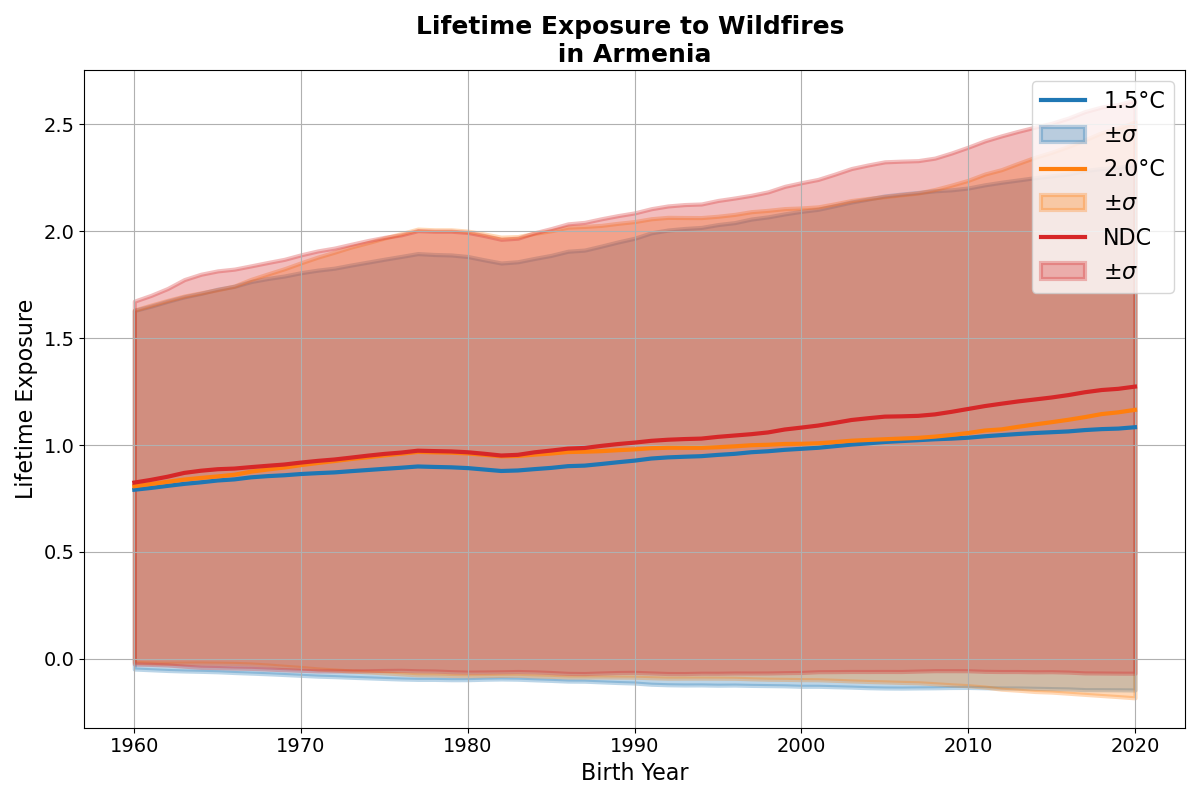 Lifetime Exposure to Wildfires
in Armenia
Lifetime Exposure
2.5
2.0
1.5
1.0
0.5
0.0
1960
1970
1980
1990
2000
2010
2020
Birth Year
1.5°C
±σ
2.0°C
±σ
NDC
±σ